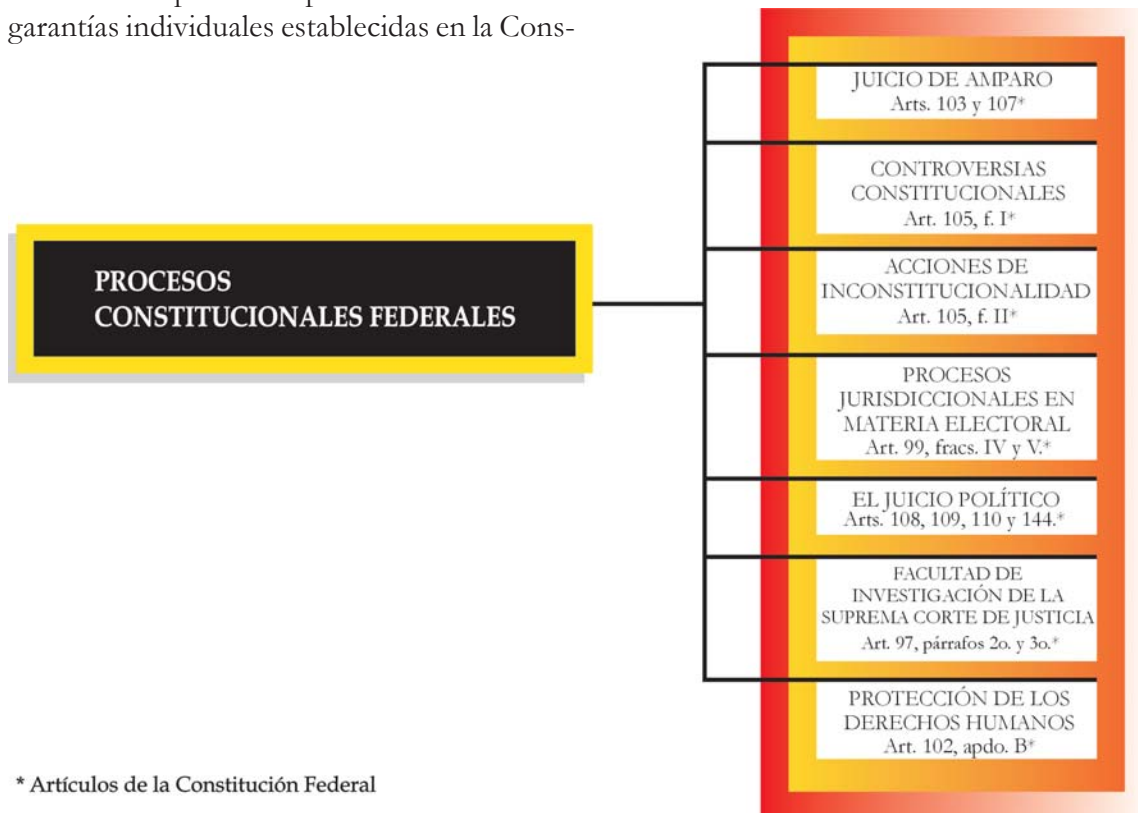 garantías individuales establecidas en la Cons-
JUICIO DE AMPARO
Arts. 103 y 107*
CONTROVERSIAS
CONSTITUCIONALES
Art. 105, f. I*
ACCIONES DE
INCONSTITUCIONALIDAD
Art. 105, f. II*
PROCESOS
CONSTITUCIONALES FEDERALES
PROCESOS
JURISDICCIONALES EN
MATERIA ELECTORAL
Art. 99, fracs. IV y V.*
EL JUICIO POLÍTICO
Arts. 108, 109, 110 y 144.*
FACULTAD DE
INVESTIGACIÓN DE LA
SUPREMA CORTE DE JUSTICIA
Art. 97, párrafos 2o. y 3o.*
PROTECCIÓN DE LOS
DERECHOS HUMANOS
Art. 102, apdo. B*
* Artículos de la Constitución Federal